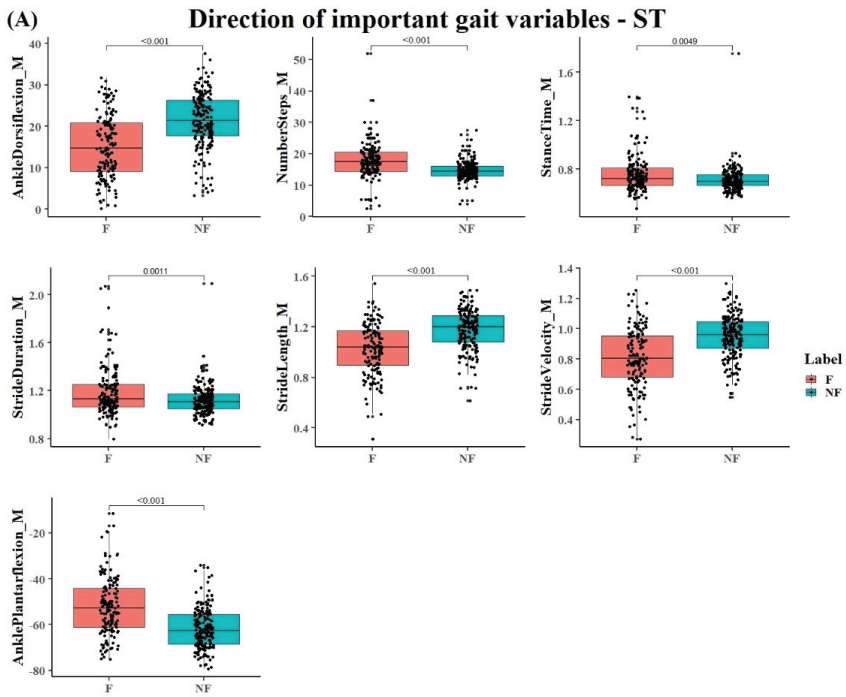 (A) Direction of important gait variables - ST
AnkleDorsiflexion_M
40
30
20
10
0
<0.001
F NF
NumberSteps_M
50
40
30
20
10
0
<0.001
F NF
StanceTime_M
1.6
1.2
0.8
0.0049
F NF
StrideDuration_M
2.0
1.6
1.2
0.8
0.0011
F NF
StrideLength_M
1.6
1.2
0.8
0.4
<0.001
F NF
StrideVelocity_M
1.4
1.2
1.0
0.8
0.6
0.4
<0.001
F NF
Label
F
NF
AnklePlantarflexion_M
-20
-40
-60
-80
<0.001
F NF